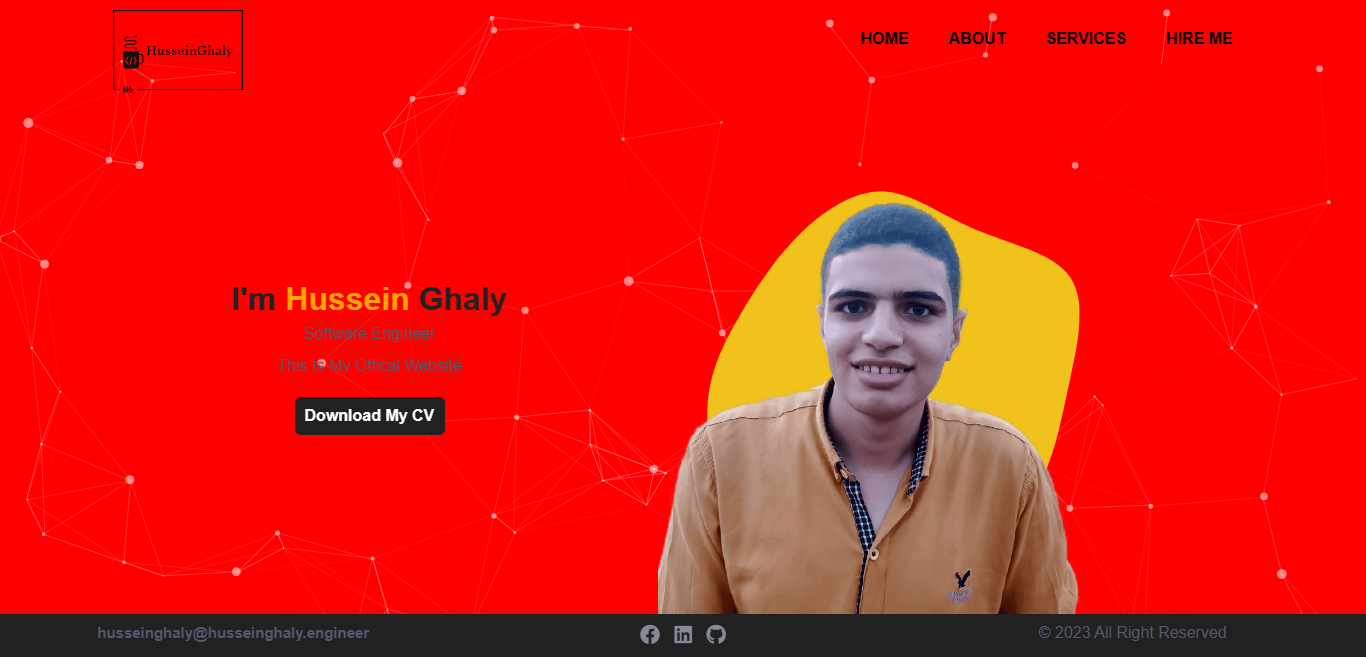 HusseinGhaly
</>
HG
HOME ABOUT SERVICES HIRE ME
I'm Hussein Ghaly
Software Engineer
This Is My Offical Website
Download My CV
husseinghaly@husseinghaly.engineer
© 2023 All Right Reserved